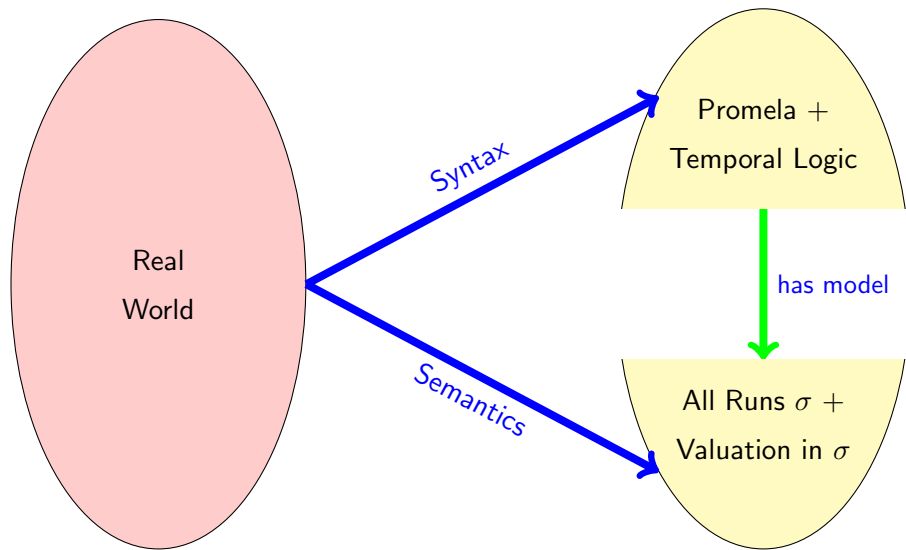 Real
World
Syntax
Semantics
Promela +
Temporal Logic
has model
All Runs σ +
Valuation in σ